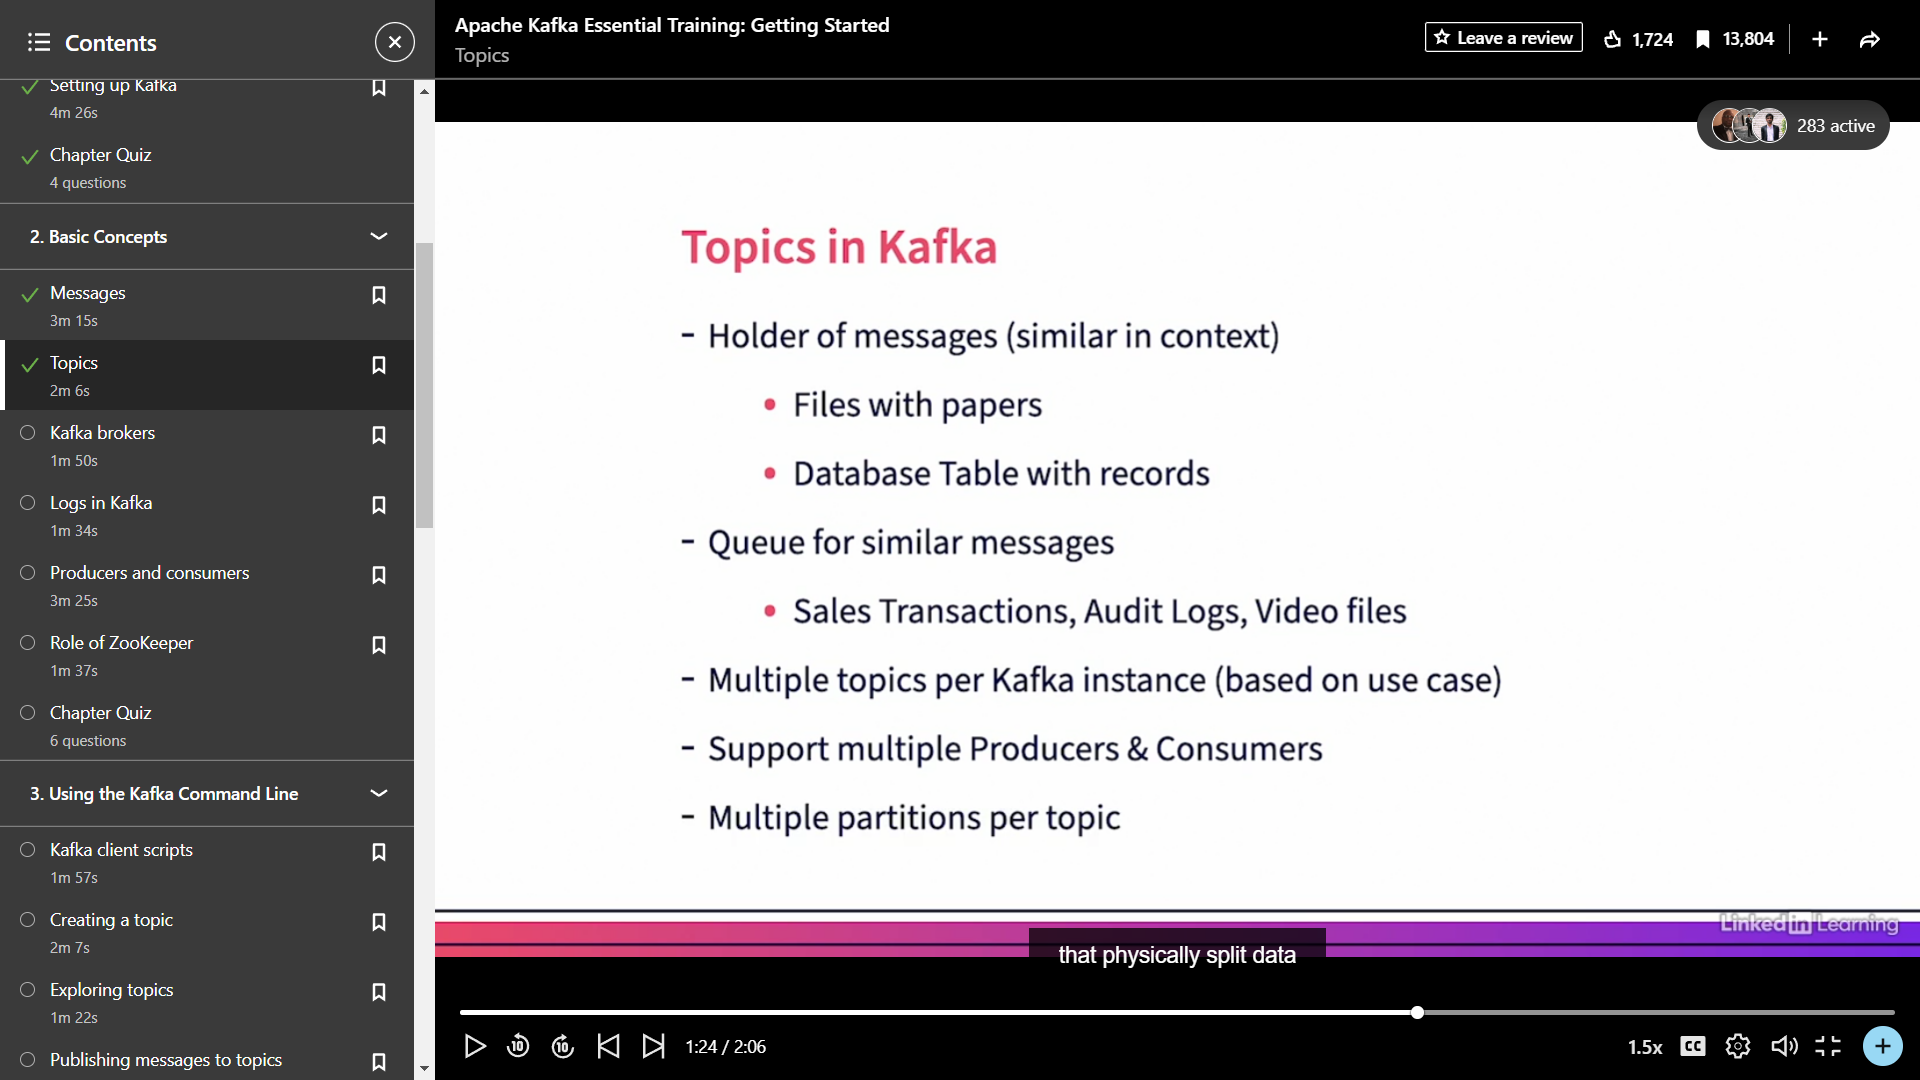 Contents
Setting up Kafka
4m 26s
Chapter Quiz
4 questions
2. Basic Concepts
Messages
3m 15s
Topics
2m 6s
Kafka brokers
1m 50s
Logs in Kafka
1m 34s
Producers and consumers
3m 25s
Role of ZooKeeper
1m 37s
Chapter Quiz
6 questions
3. Using the Kafka Command Line
Kafka client scripts
1m 57s
Creating a topic
2m 7s
Exploring topics
1m 22s
Publishing messages to topics
Apache Kafka Essential Training: Getting Started
Topics
Leave a review
1,724
13,804
283 active
Topics in Kafka
- Holder of messages (similar in context)
• Files with papers
• Database Table with records
- Queue for similar messages
• Sales Transactions, Audit Logs, Video files
- Multiple topics per Kafka instance (based on use case)
- Support multiple Producers & Consumers
- Multiple partitions per topic
LinkedIn Learning
that physically split data
10
10
1:24 / 2:06
1.5x
CC